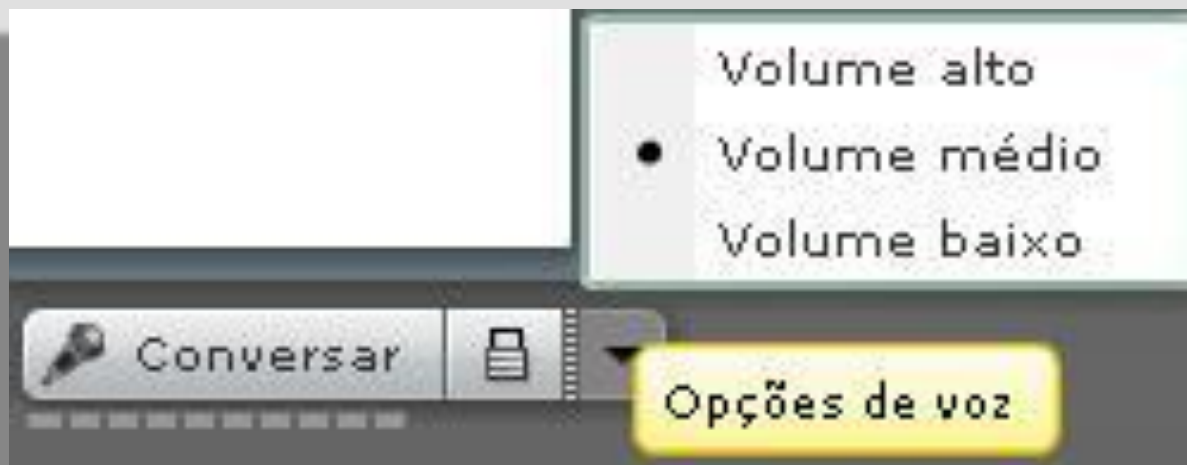 Volume alto
Volume médio
Volume baixo
Conversar
Opções de voz